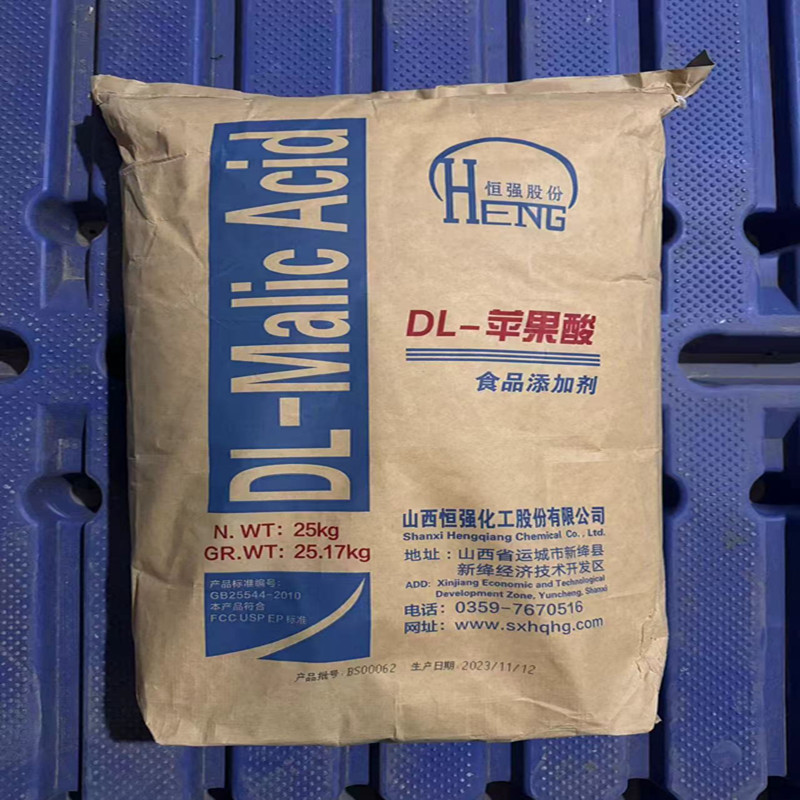 DL-Malic Acid
恒强股份
HENG
DL-苹果酸
食品添加剂
N. WT: 25kg
GR.WT: 25.17kg
产品标准编号:
GB25544-2010
本产品符合
FCC USP EP 标准
山西恒强化工股份有限公司
Shanxi Hengqiang Chemical Co., Ltd.
地址:山西省运城市新绛县
新绛经济技术开发区
ADD: Xinjiang Economic and Technological
Development Zone, Yuncheng, Shanxi
电话:0359-7670516
网址:www.sxhqhg.com
产品批号:BS00062 生产日期:2023/11/12